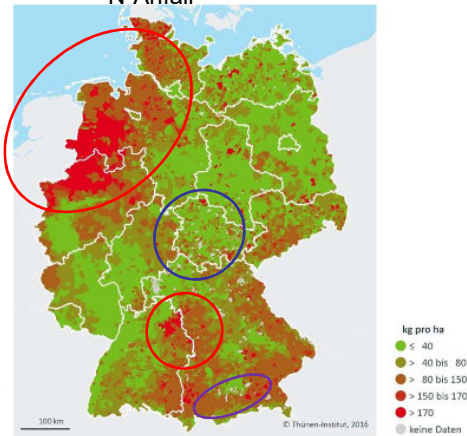 N-Anfall
kg pro ha
≤ 40
> 40 bis 80
> 80 bis 150
> 150 bis 170
> 170
keine Daten
100 km
© Thünen-Institut, 2016